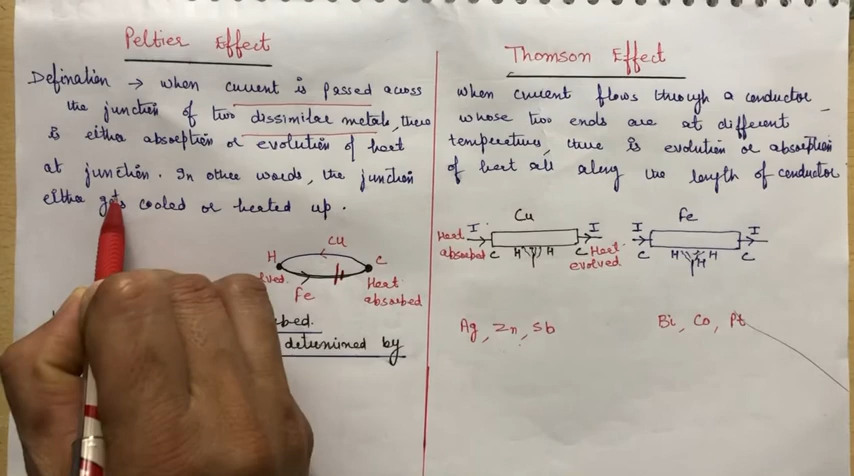 Peltier Effect
Defination → when current is passed across
the junction of two dissimilar metals, there
is either absorption or evolution of heat
at junction. In other words, the junction
either gets cooled or heated up.
Cu
H
C
Fe
Heat
absorbed
determined by
Thomson Effect
when current flows through a conductor
whose two ends are at different
temperatures, there is evolution or absorption
of heat all along the length of conductor
Cu
Heat
absorbed
I
I
C
H
H
C
Heat
evolved
Fe
I
I
C
H
H
H
C
Ag, Zn, Sb
Bi, Co, Pt